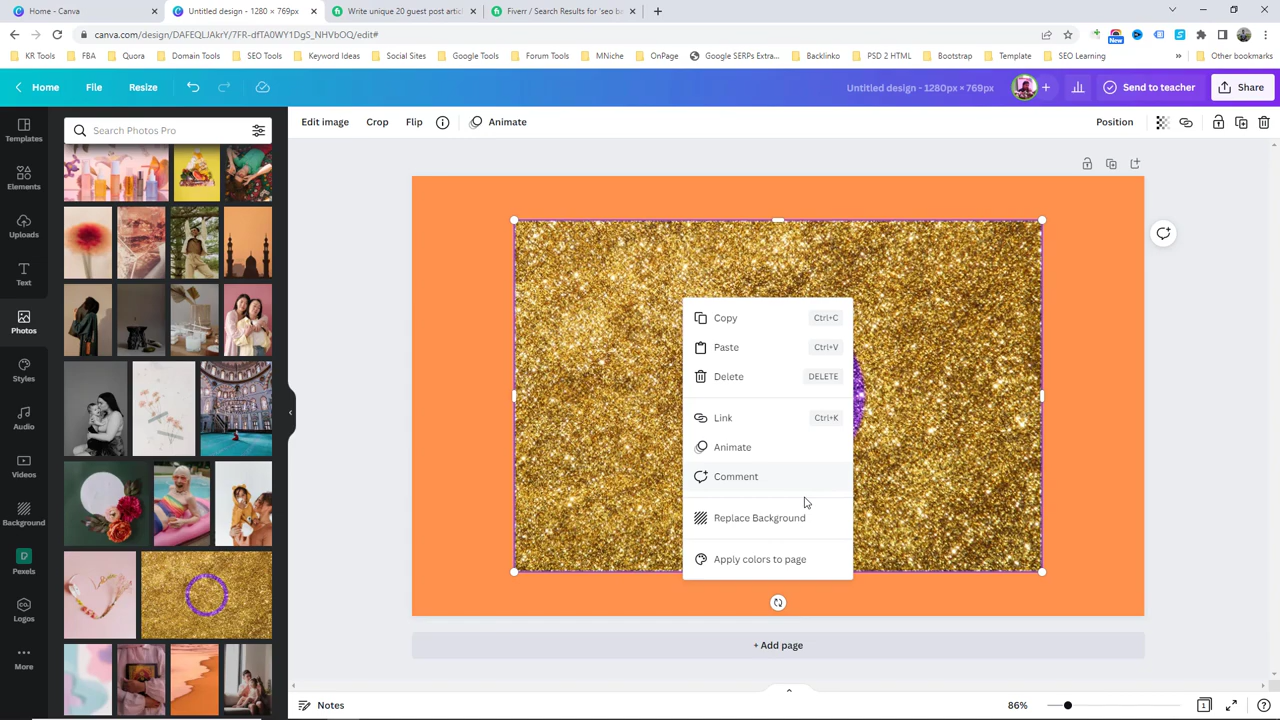 Home - Canva
Untitled design - 1280 × 769px
Write unique 20 guest post artic
Fiverr / Search Results for 'seo ba
canva.com/design/DAFEQLJAkrY/7FR-dfTA0WY1DgS_NHVbOQ/edit#
New
KR Tools
FBA
Quora
Domain Tools
SEO Tools
Keyword Ideas
Social Sites
Google Tools
Forum Tools
MNiche
OnPage
Google SERPs Extra...
Backlinko
PSD 2 HTML
Bootstrap
Template
SEO Learning
»
Other bookmarks
Home
File
Resize
Untitled design - 1280px × 769px
Send to teacher
Share
Templates
Elements
Uploads
Text
Photos
Styles
Audio
Videos
Background
Pexels
Logos
More
Search Photos Pro
Edit image
Crop
Flip
Animate
Position
Copy Ctrl+C
Paste Ctrl+V
Delete DELETE
Link Ctrl+K
Animate
Comment
Replace Background
Apply colors to page
+ Add page
Notes
86%
1